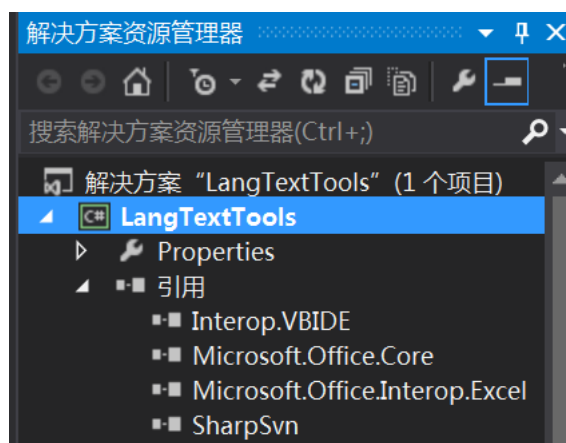 解决方案资源管理器
搜索解决方案资源管理器(Ctrl+;)
解决方案“LangTextTools”(1 个项目)
C# LangTextTools
Properties
引用
Interop.VBIDE
Microsoft.Office.Core
Microsoft.Office.Interop.Excel
SharpSvn